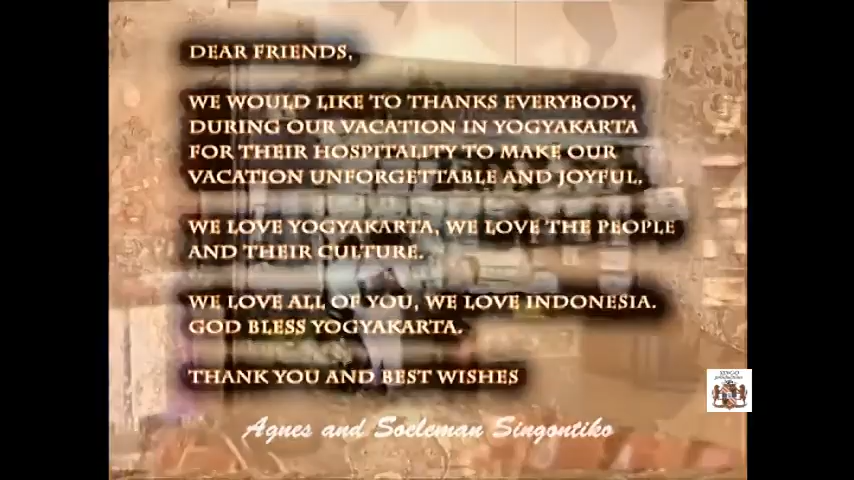 DEAR FRIENDS,
WE WOULD LIKE TO THANKS EVERYBODY,
DURING OUR VACATION IN YOGYAKARTA
FOR THEIR HOSPITALITY TO MAKE OUR
VACATION UNFORGETTABLE AND JOYFUL.
WE LOVE YOGYAKARTA, WE LOVE THE PEOPLE
AND THEIR CULTURE.
WE LOVE ALL OF YOU, WE LOVE INDONESIA.
GOD BLESS YOGYAKARTA.
THANK YOU AND BEST WISHES
Agnes and Soeleman Singontiko